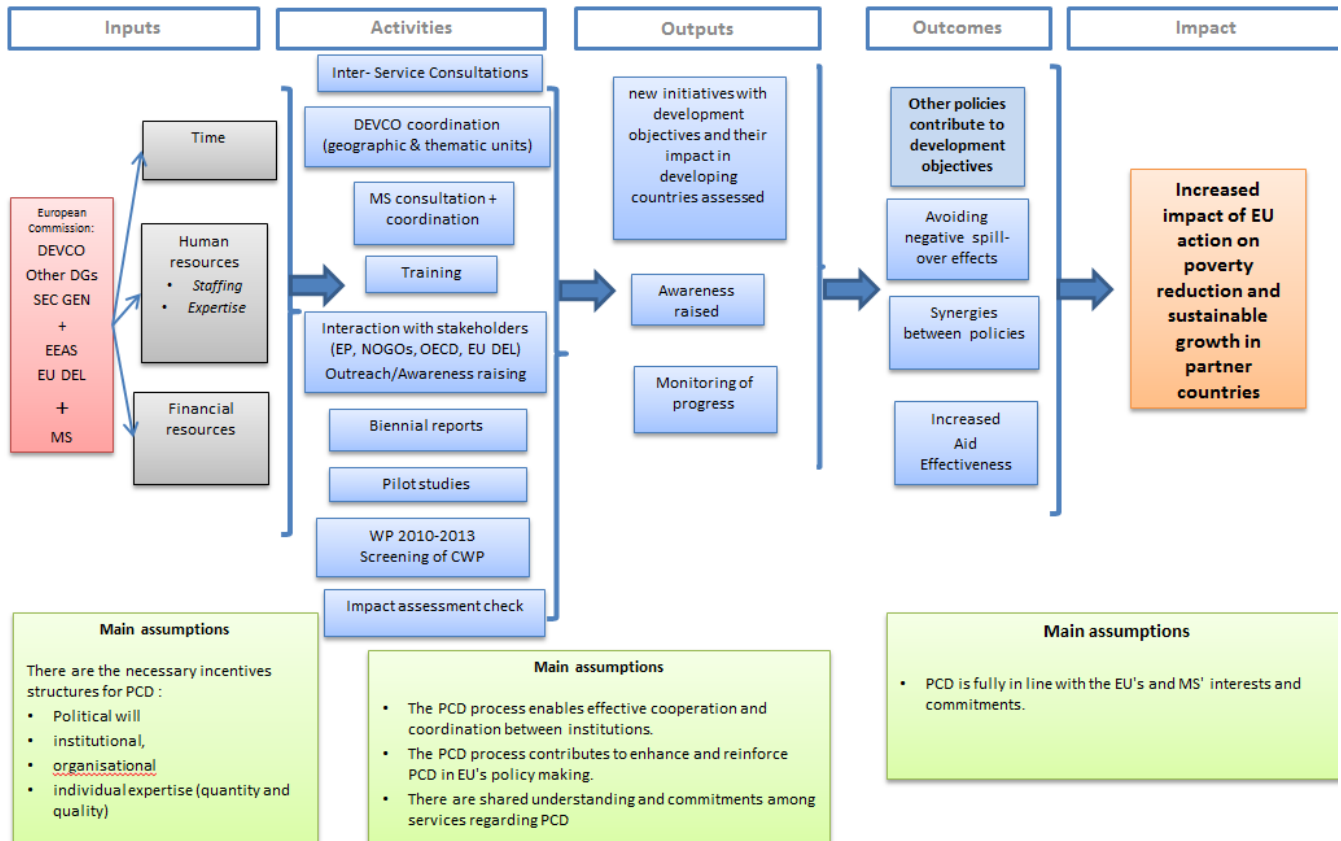 Inputs
Activities
Outputs
Outcomes
Impact
European
Commission:
DEVCO
Other DGs
SEC GEN
+
EEAS
EU DEL
+
MS
Time
Human
resources
• Staffing
• Expertise
Financial
resources
Inter- Service Consultations
DEVCO coordination
(geographic & thematic units)
MS consultation +
coordination
Training
Interaction with stakeholders
(EP, NOGOs, OECD, EU DEL)
Outreach/Awareness raising
Biennial reports
Pilot studies
WP 2010-2013
Screening of CWP
Impact assessment check
new initiatives with
development
objectives and their
impact in
developing
countries assessed
Awareness
raised
Monitoring of
progress
Other policies
contribute to
development
objectives
Avoiding
negative spill-
over effects
Synergies
between policies
Increased
Aid
Effectiveness
Increased
impact of EU
action on
poverty
reduction and
sustainable
growth in
partner
countries
Main assumptions
There are the necessary incentives
structures for PCD :
• Political will
• institutional,
• organisational
• individual expertise (quantity and
quality)
Main assumptions
• The PCD process enables effective cooperation and
coordination between institutions.
• The PCD process contributes to enhance and reinforce
PCD in EU's policy making.
• There are shared understanding and commitments among
services regarding PCD
Main assumptions
• PCD is fully in line with the EU's and MS' interests and
commitments.